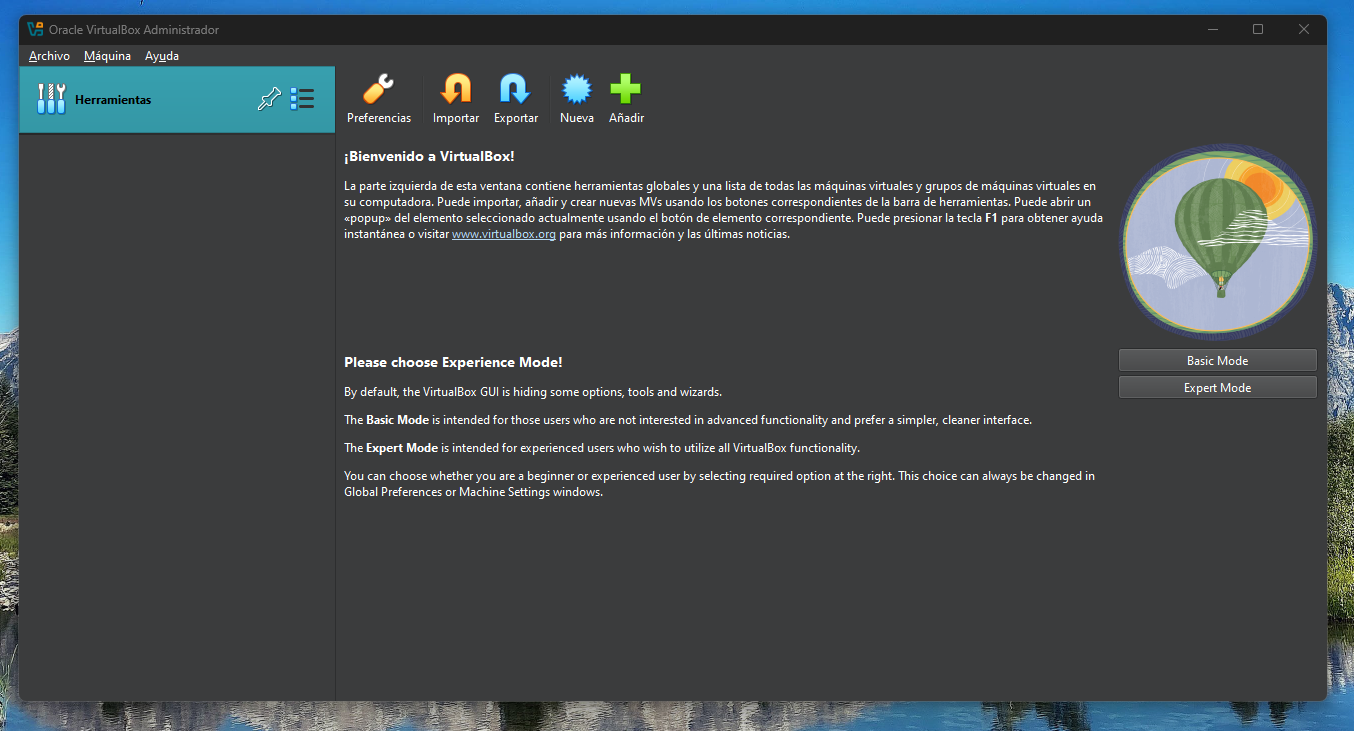 Oracle VirtualBox Administrador
Archivo Máquina Ayuda
Herramientas
Preferencias Importar Exportar Nueva Añadir
¡Bienvenido a VirtualBox!
La parte izquierda de esta ventana contiene herramientas globales y una lista de todas las máquinas virtuales y grupos de máquinas virtuales en
su computadora. Puede importar, añadir y crear nuevas MVs usando los botones correspondientes de la barra de herramientas. Puede abrir un
«popup» del elemento seleccionado actualmente usando el botón de elemento correspondiente. Puede presionar la tecla F1 para obtener ayuda
instantánea o visitar www.virtualbox.org para más información y las últimas noticias.
Please choose Experience Mode!
By default, the VirtualBox GUI is hiding some options, tools and wizards.
The Basic Mode is intended for those users who are not interested in advanced functionality and prefer a simpler, cleaner interface.
The Expert Mode is intended for experienced users who wish to utilize all VirtualBox functionality.
You can choose whether you are a beginner or experienced user by selecting required option at the right. This choice can always be changed in
Global Preferences or Machine Settings windows.
Basic Mode
Expert Mode